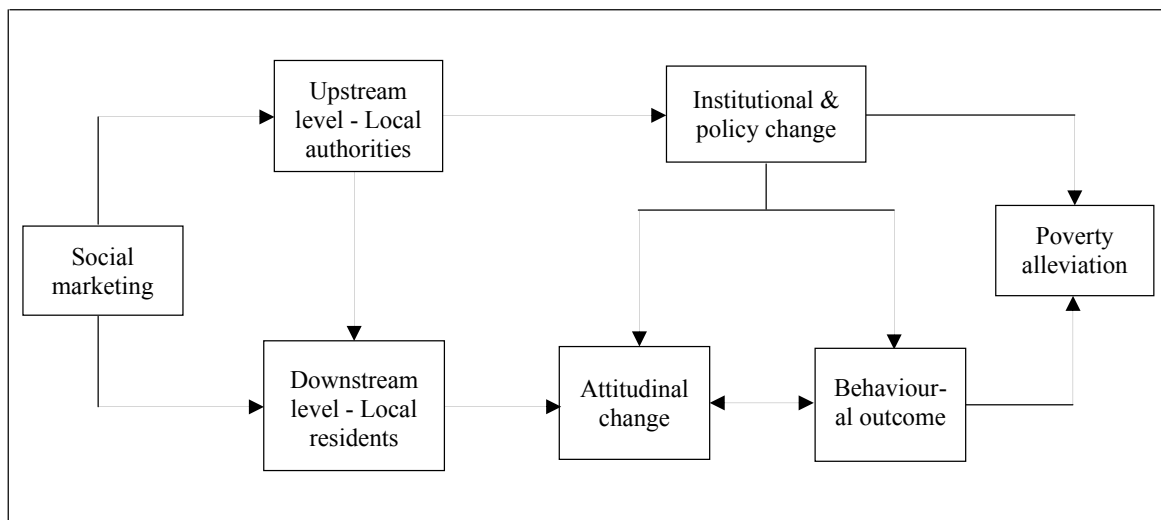 Upstream
level - Local
authorities
Institutional &
policy change
Social
marketing
Poverty
alleviation
Downstream
level - Local
residents
Attitudinal
change
Behaviour-
al outcome